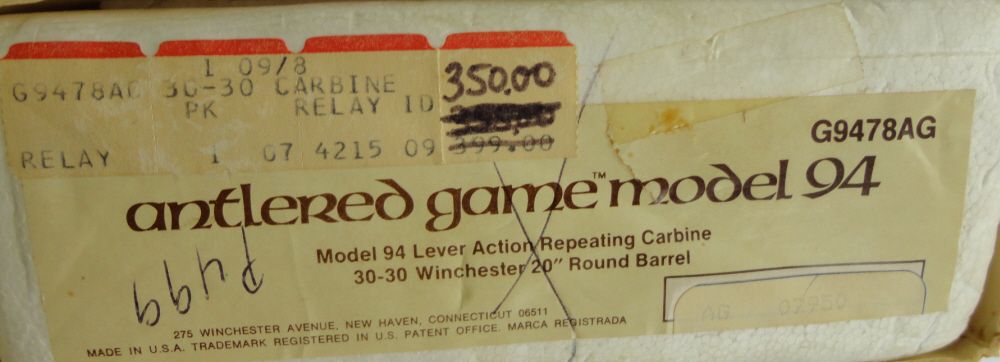 1 09/8
G9478AG 30-30 CARBINE
PK RELAY ID
350.00
RELAY 1 07 4215 09 399.00
G9478AG
antlered game™ model 94
Model 94 Lever Action Repeating Carbine
30-30 Winchester 20" Round Barrel
275 WINCHESTER AVENUE, NEW HAVEN, CONNECTICUT 06511
MADE IN U.S.A. TRADEMARK REGISTERED IN U.S. PATENT OFFICE. MARCA REGISTRADA
AG